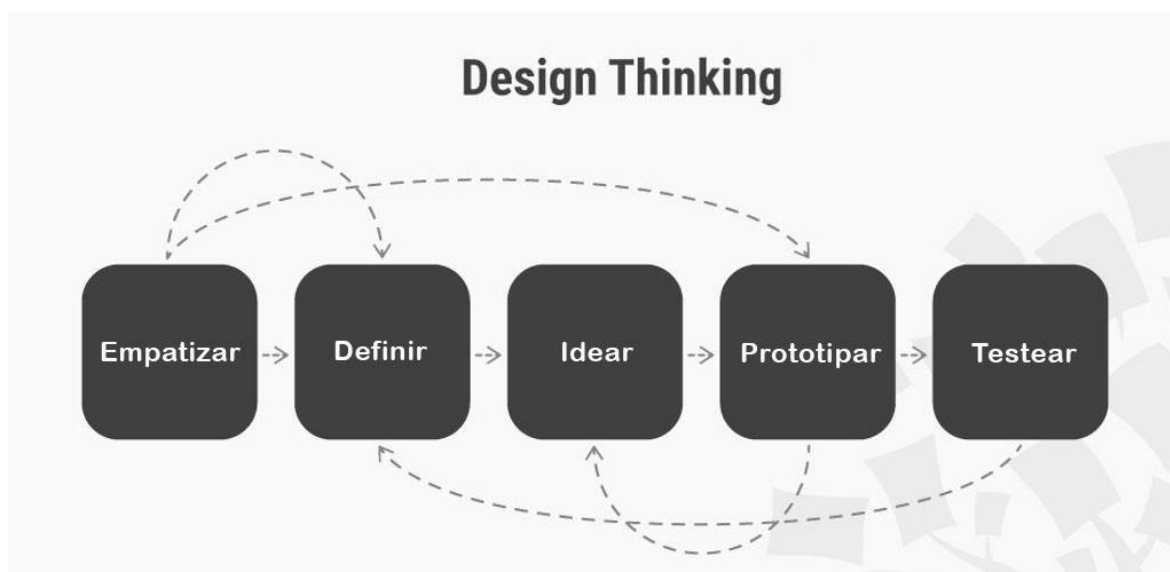 Design Thinking
Empatizar
Definir
Idear
Prototipar
Testear